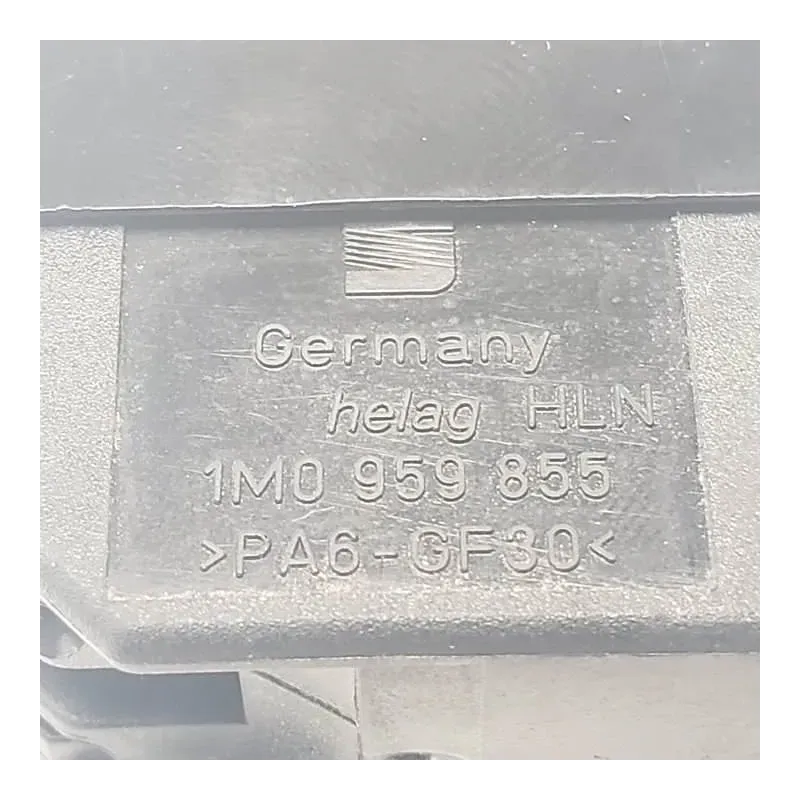 Germany
helag HLN
1M0 959 855
>PA6-GF30<